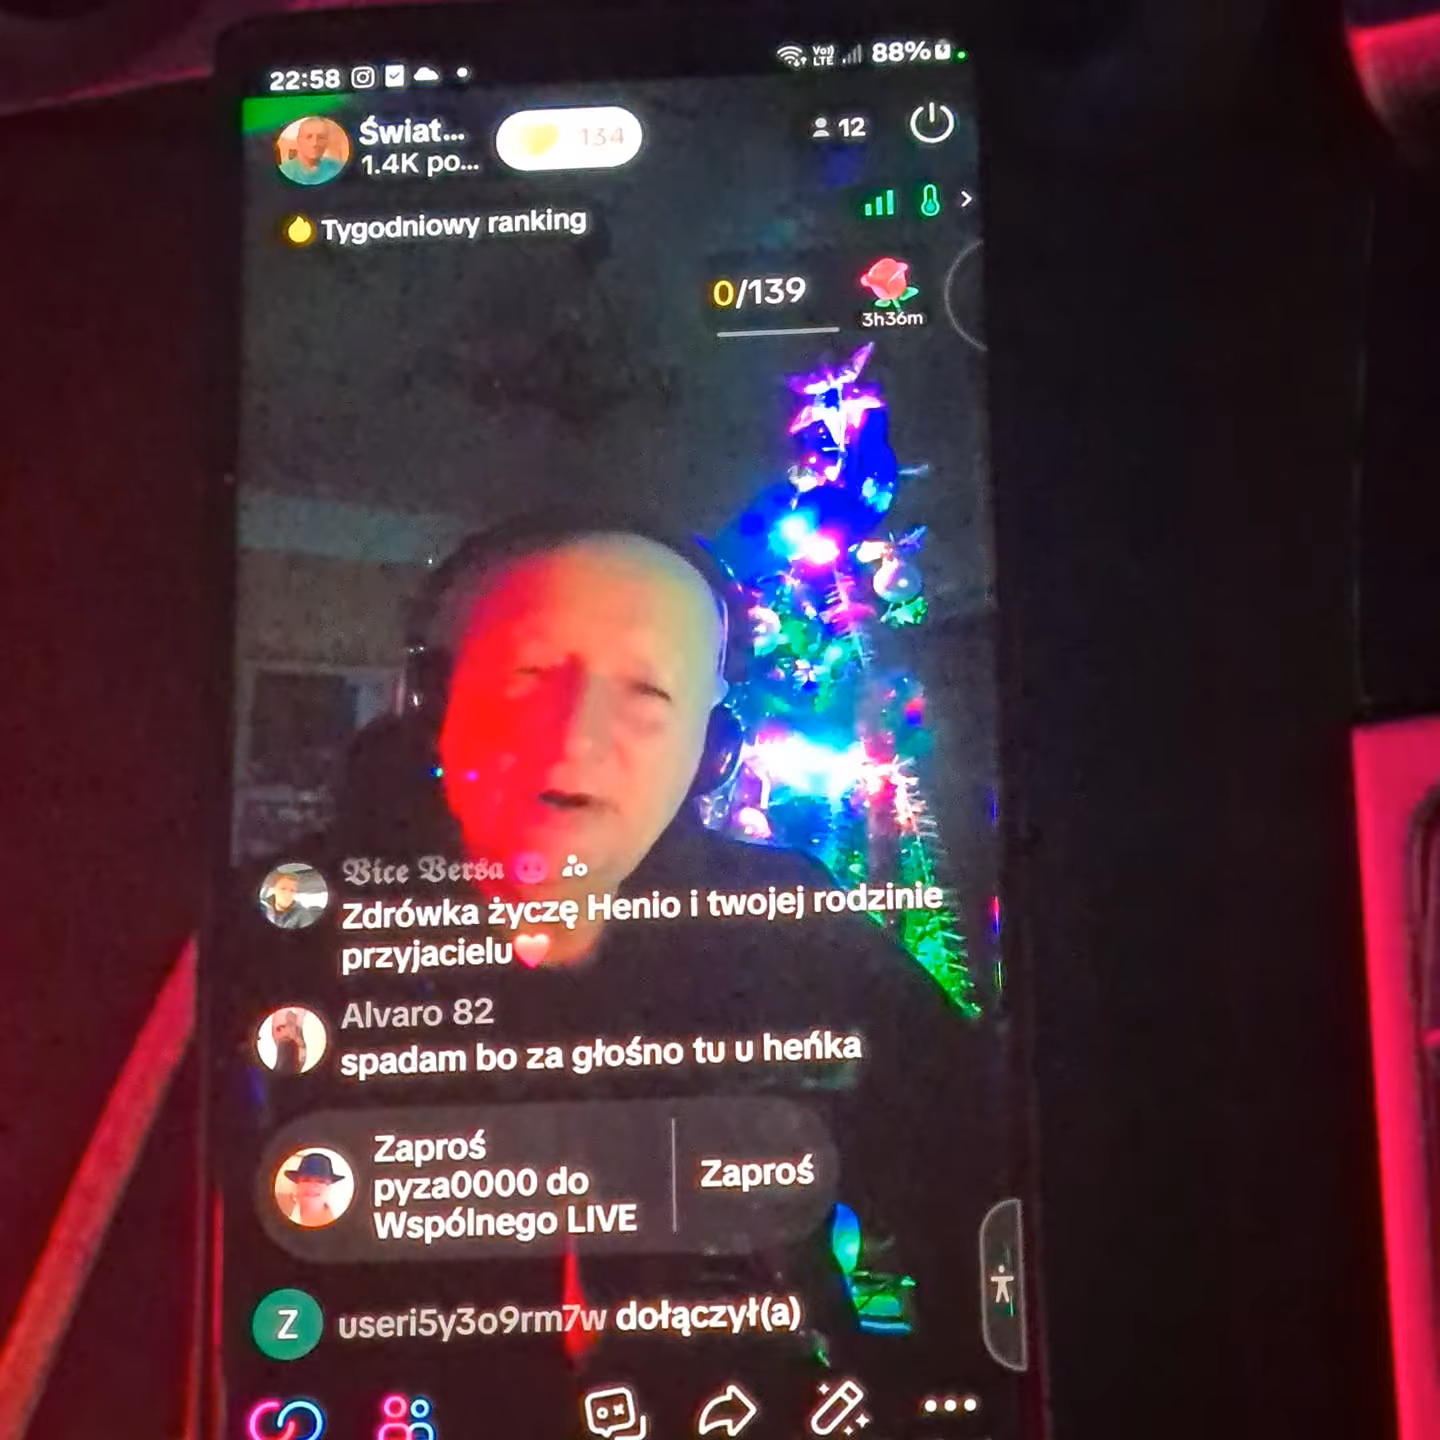 22:58
Vo)) LTE
88%
Świat...
134
12
1.4K po...
Tygodniowy ranking
0/139
3h36m
Vice Versa
Zdrówka życzę Henio i twojej rodzinie
przyjacielu
Alvaro 82
spadam bo za głośno tu u heńka
Zaproś
pyza0000 do
Wspólnego LIVE
Zaproś
Z
useri5y3o9rm7w dołączył(a)